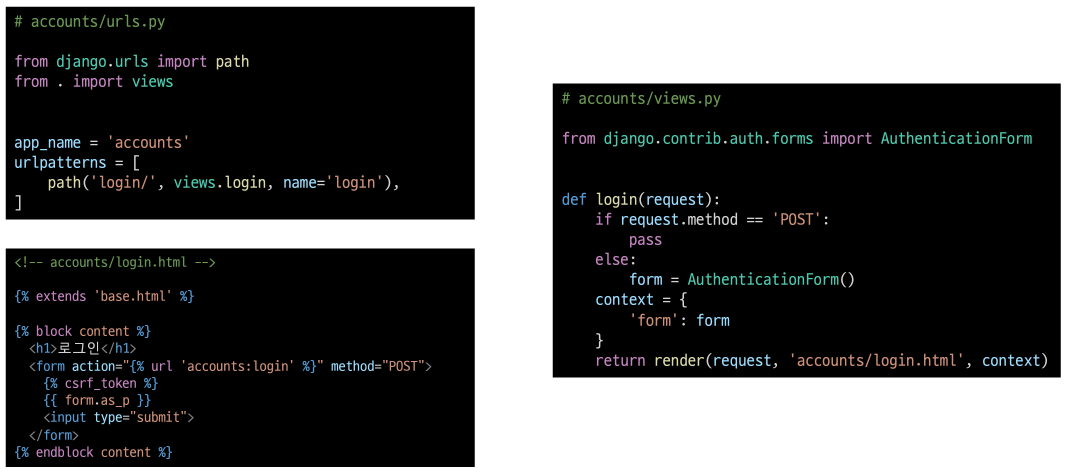 # accounts/urls.py
from django.urls import path
from . import views
app_name = 'accounts'
urlpatterns = [
    path('login/', views.login, name='login'),
]
<!-- accounts/login.html -->
{% extends 'base.html' %}
{% block content %}
  <h1>로그인</h1>
  <form action="{% url 'accounts:login' %}" method="POST">
    {% csrf_token %}
    {{ form.as_p }}
    <input type="submit">
  </form>
{% endblock content %}
# accounts/views.py
from django.contrib.auth.forms import AuthenticationForm
def login(request):
    if request.method == 'POST':
        pass
    else:
        form = AuthenticationForm()
    context = {
        'form': form
    }
    return render(request, 'accounts/login.html', context)